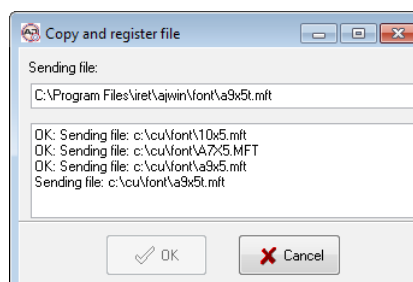 Copy and register file
Sending file:
C:\Program Files\iret\ajwin\font\a9x5t.mft
OK: Sending file: c:\cu\font\10x5.mft
OK: Sending file: c:\cu\font\A7X5.MFT
OK: Sending file: c:\cu\font\a9x5.mft
Sending file: c:\cu\font\a9x5t.mft
OK
Cancel